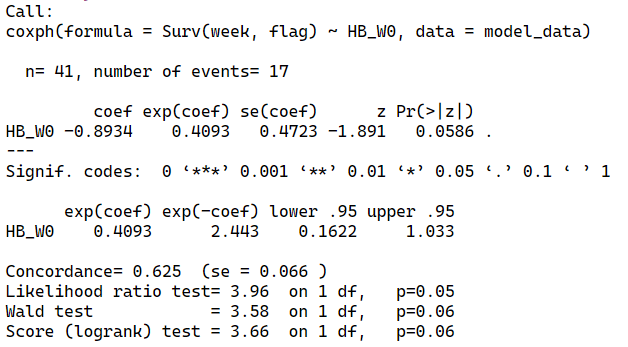 Call:
coxph(formula = Surv(week, flag) ~ HB_W0, data = model_data)
n= 41, number of events= 17
coef exp(coef) se(coef) z Pr(>|z|)
HB_W0 -0.8934 0.4093 0.4723 -1.891 0.0586 .
---
Signif. codes: 0 ‘***’ 0.001 ‘**’ 0.01 ‘*’ 0.05 ‘.’ 0.1 ‘ ’ 1
exp(coef) exp(-coef) lower .95 upper .95
HB_W0 0.4093 2.443 0.1622 1.033
Concordance= 0.625 (se = 0.066 )
Likelihood ratio test= 3.96 on 1 df, p=0.05
Wald test = 3.58 on 1 df, p=0.06
Score (logrank) test = 3.66 on 1 df, p=0.06